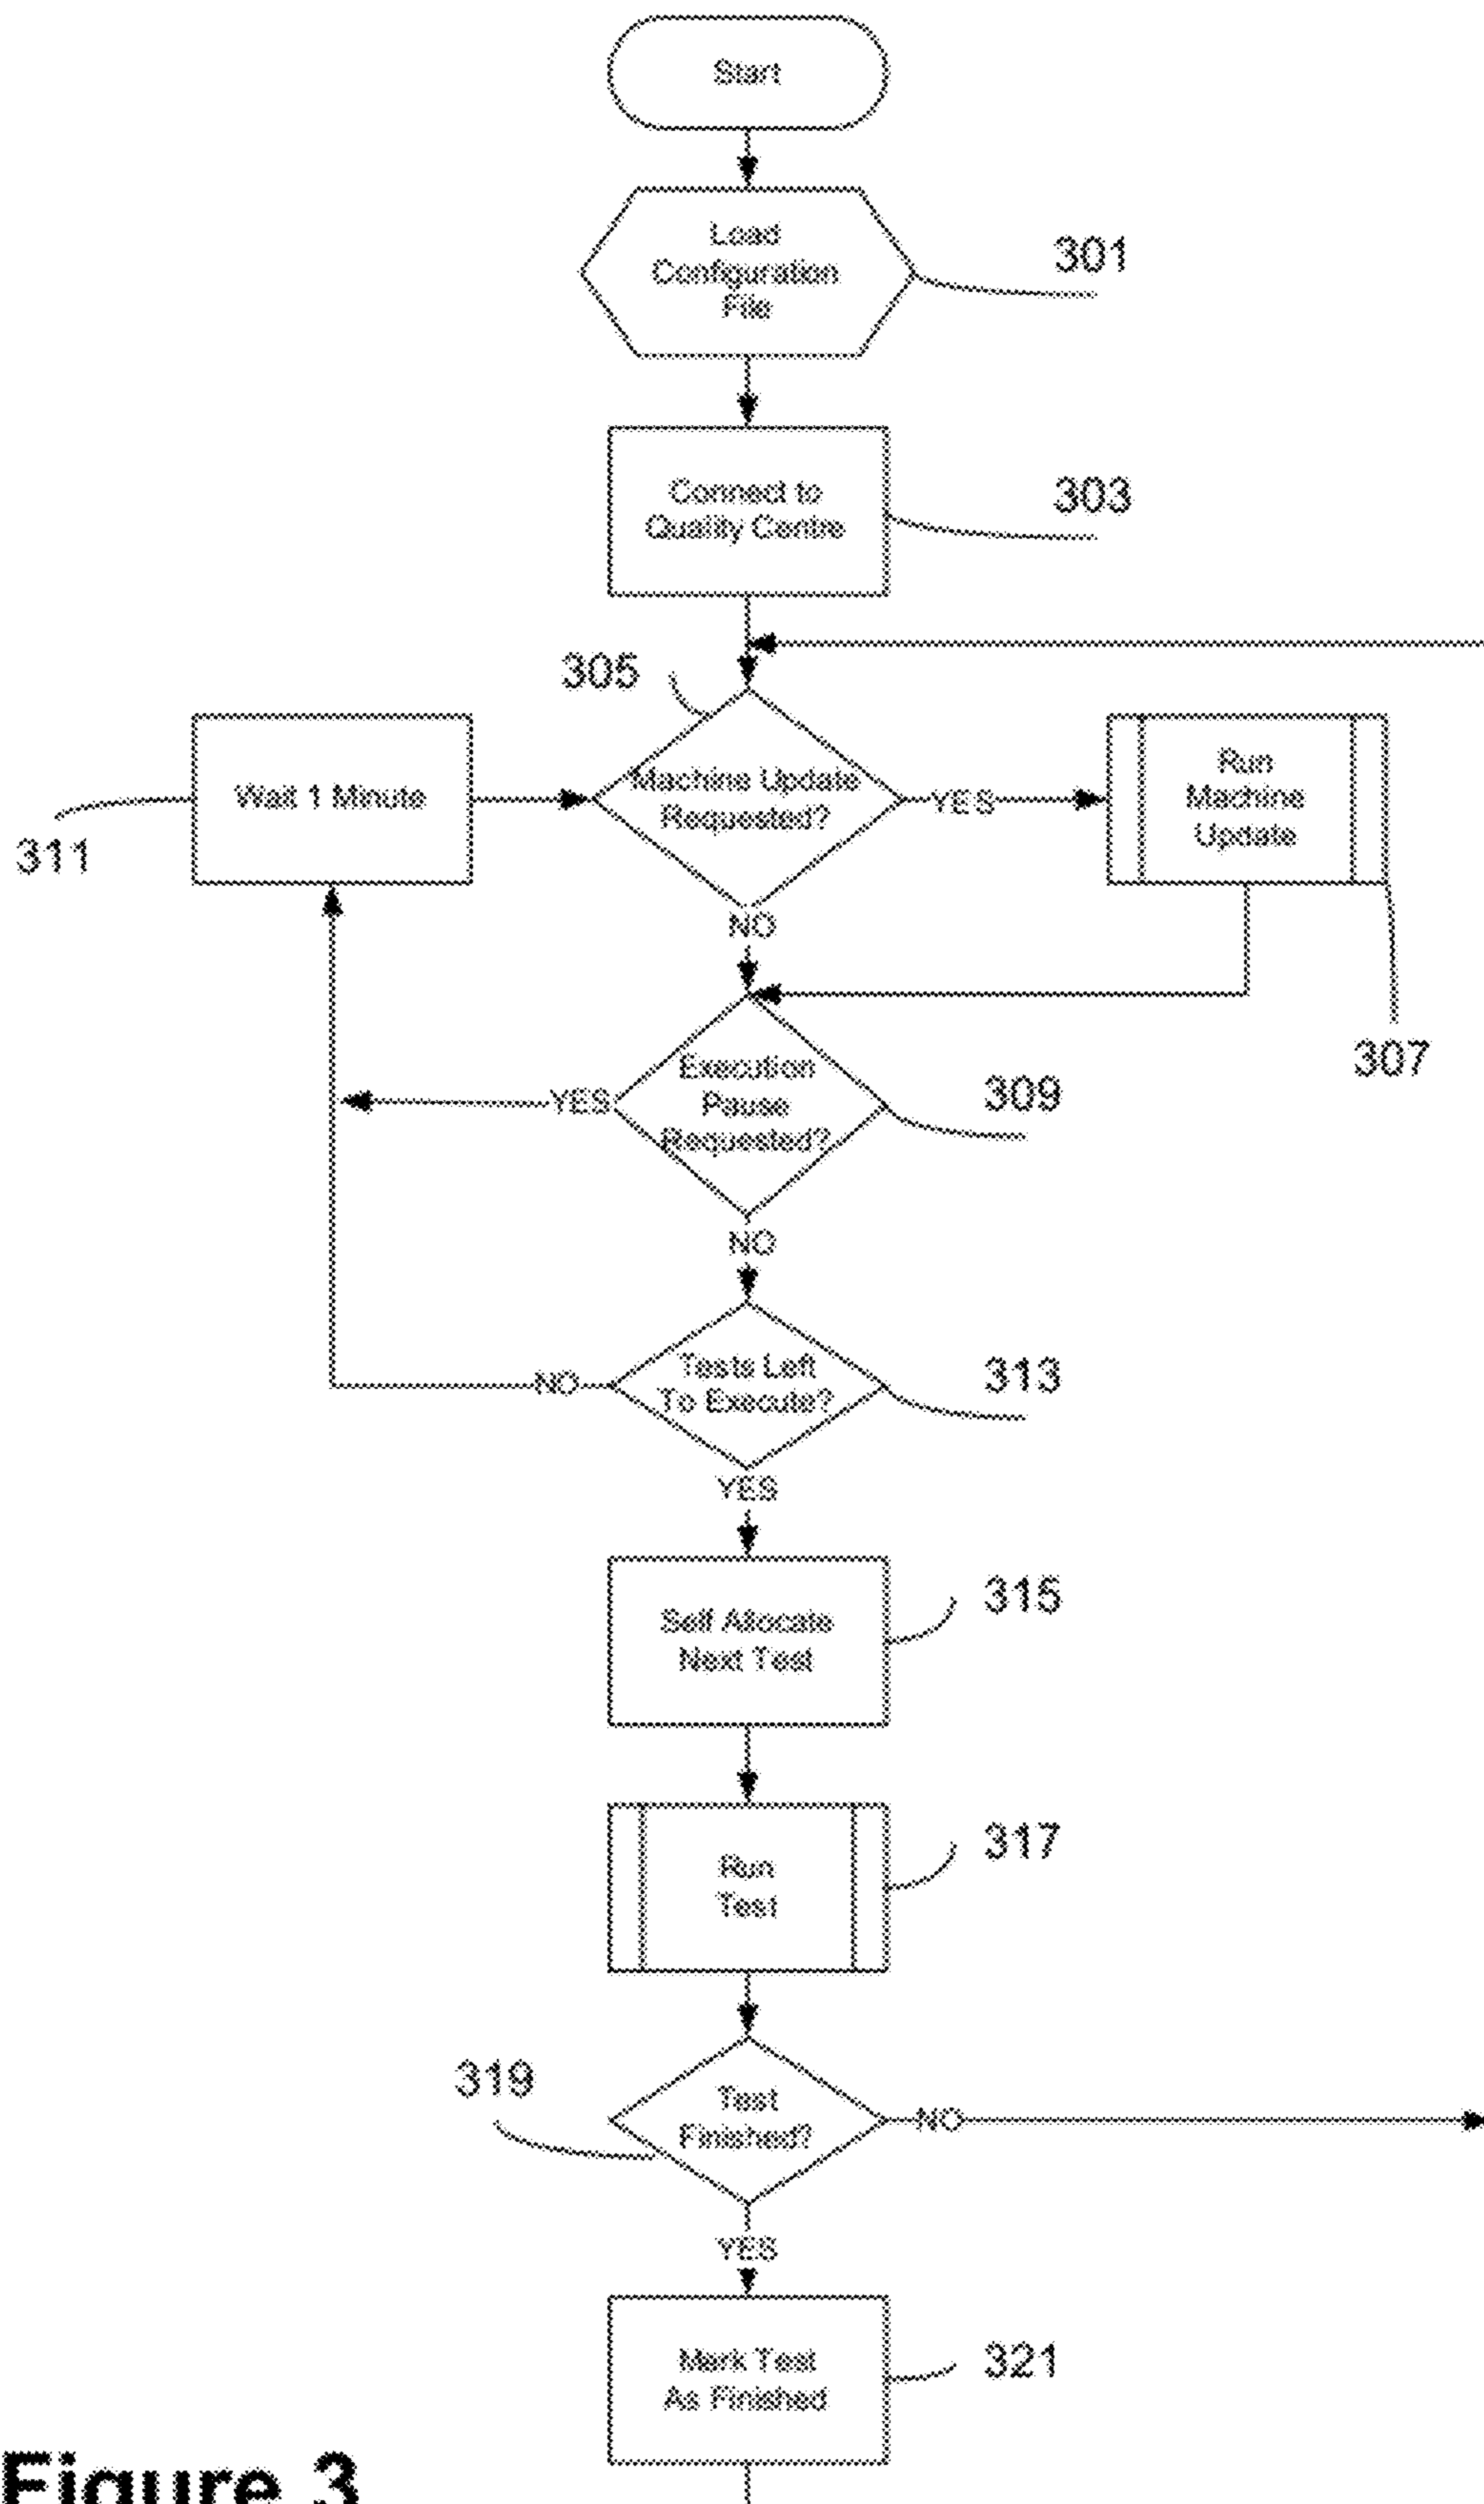 Start
Load
Configuration
File
301
Connect to
Quality Centre
303
305
Wait 1 Minute
311
Machine Update
Requested?
YES
Run
Machine
Update
307
NO
Execution
Pause
Requested?
YES
309
NO
Tests Left
To Execute?
313
NO
YES
Self Allocate
Next Test
315
Run
Test
317
319
Test
Finished?
NO
YES
Mark Test
As Finished
321
Figure 3